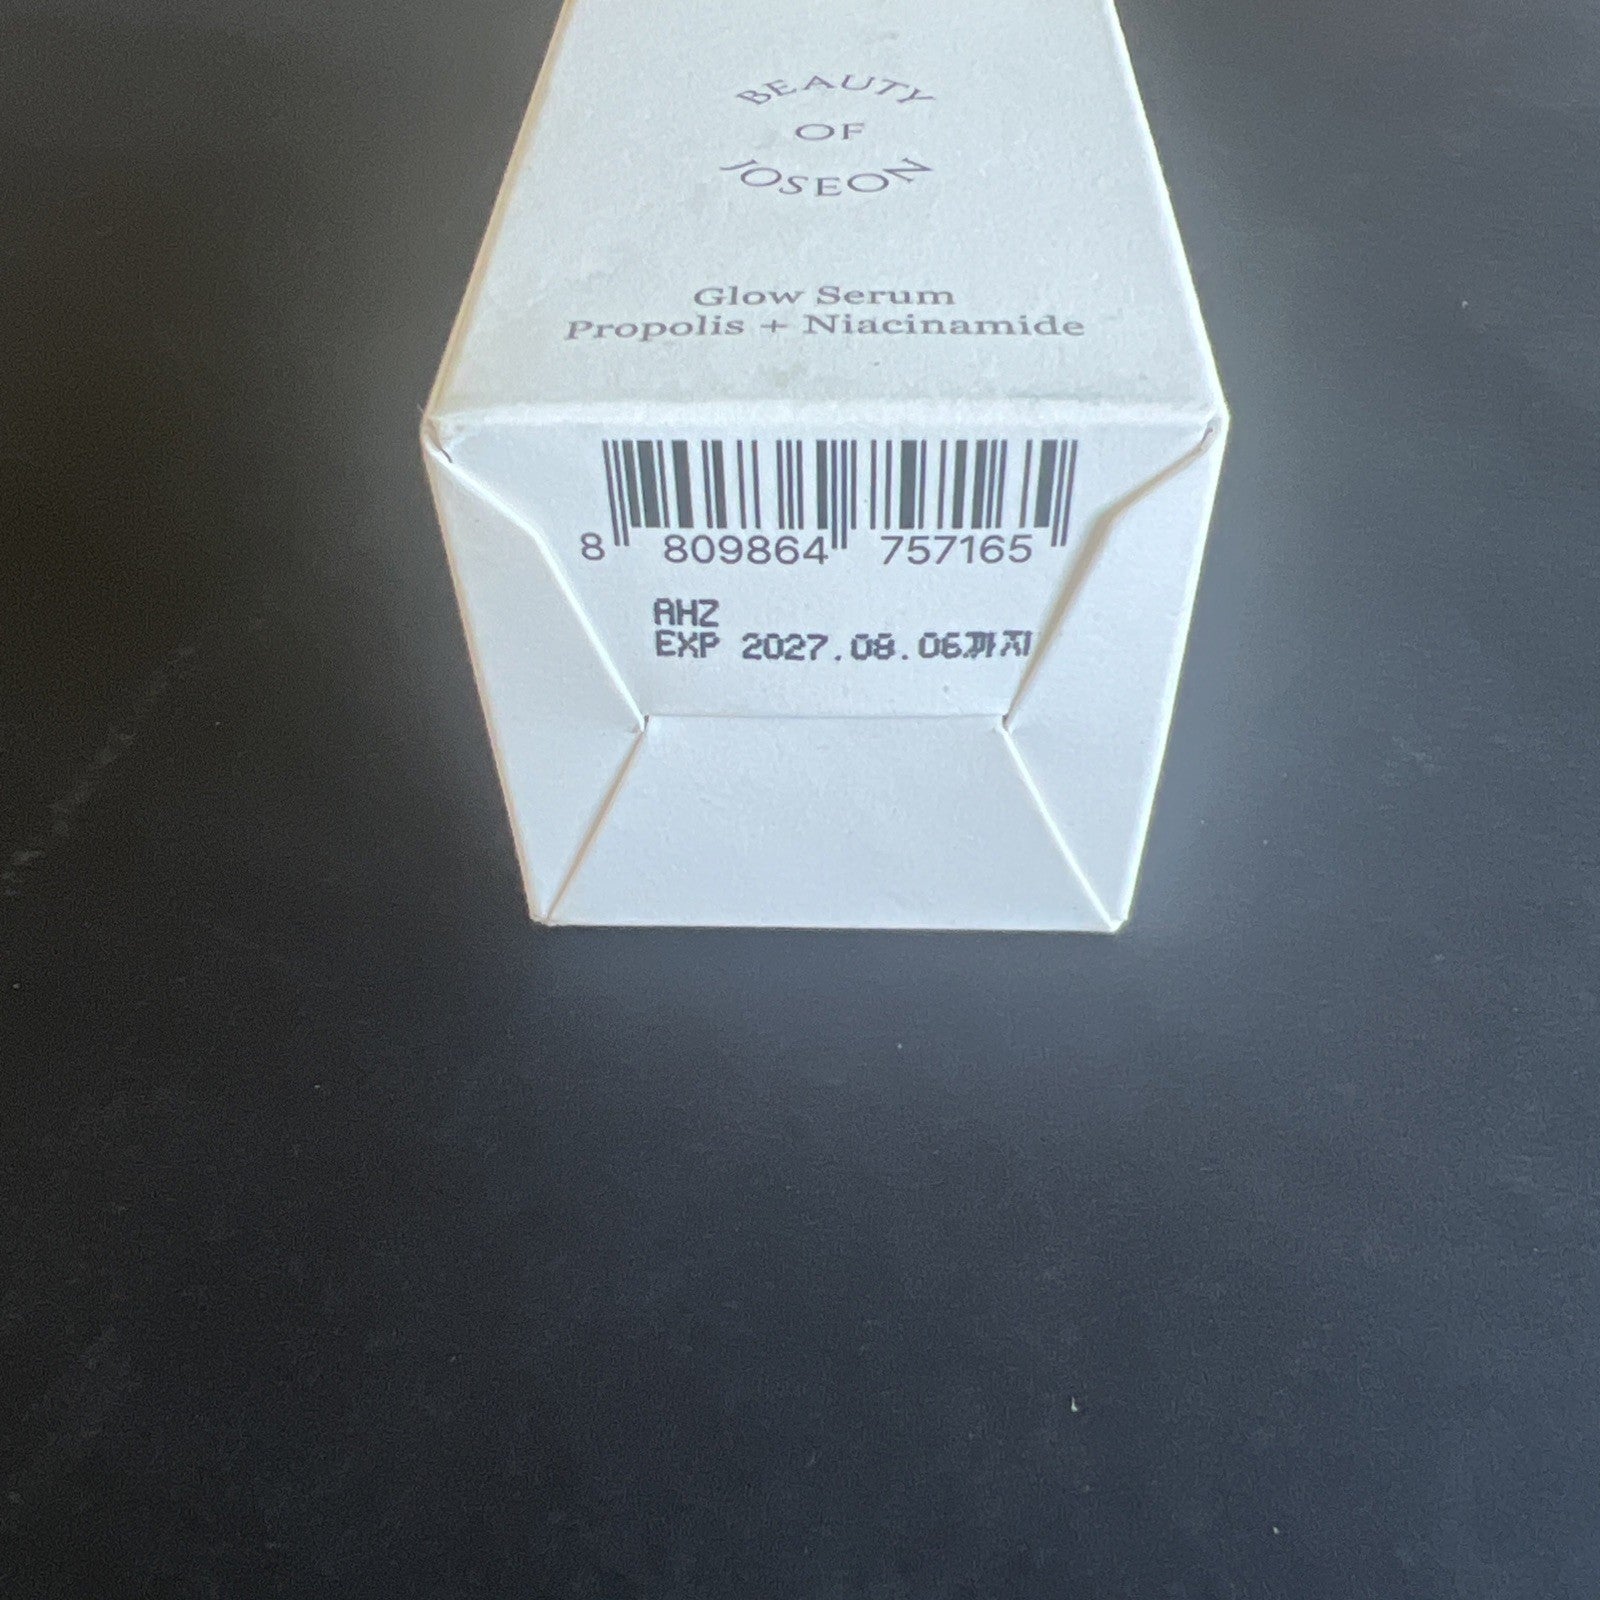 BEAUTY
OF
JOSEON
Glow Serum
Propolis + Niacinamide
8 809864 757165
AHZ
EXP 2027.08.06까지